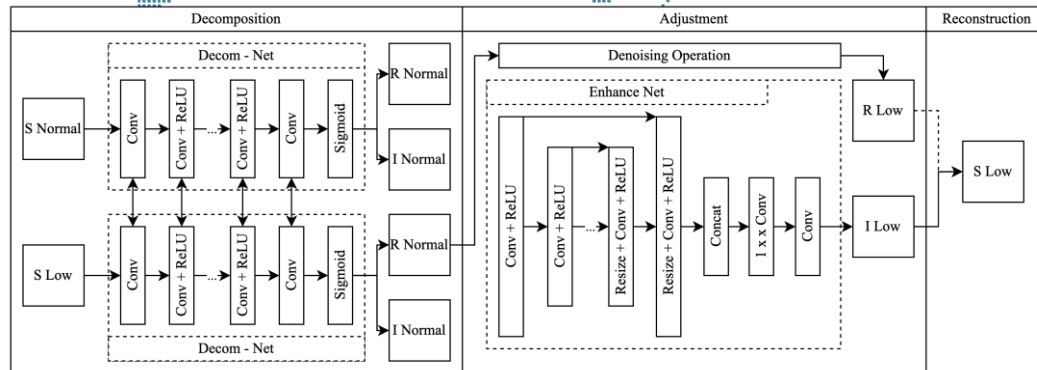 Decomposition
Adjustment
Reconstruction
Decom - Net
S Normal
Conv
Conv + ReLU
...
Conv + ReLU
Conv
Sigmoid
R Normal
I Normal
S Low
Conv
Conv + ReLU
...
Conv + ReLU
Conv
Sigmoid
Decom - Net
R Normal
I Normal
Denoising Operation
Enhance Net
Conv + ReLU
Conv + ReLU
...
Resize + Conv + ReLU
Resize + Conv + ReLU
Concat
1 x x Conv
Conv
R Low
I Low
S Low